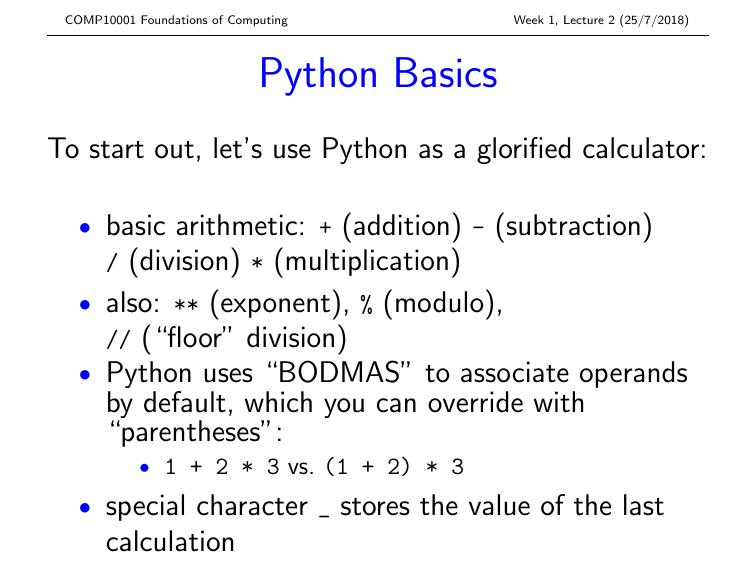 COMP10001 Foundations of Computing Week 1, Lecture 2 (25/7/2018)
Python Basics
To start out, let's use Python as a glorified calculator:
• basic arithmetic: + (addition) - (subtraction)
/ (division) * (multiplication)
• also: ** (exponent), % (modulo),
// (“floor” division)
• Python uses “BODMAS” to associate operands
by default, which you can override with
“parentheses”:
• 1 + 2 * 3 vs. (1 + 2) * 3
• special character _ stores the value of the last
calculation